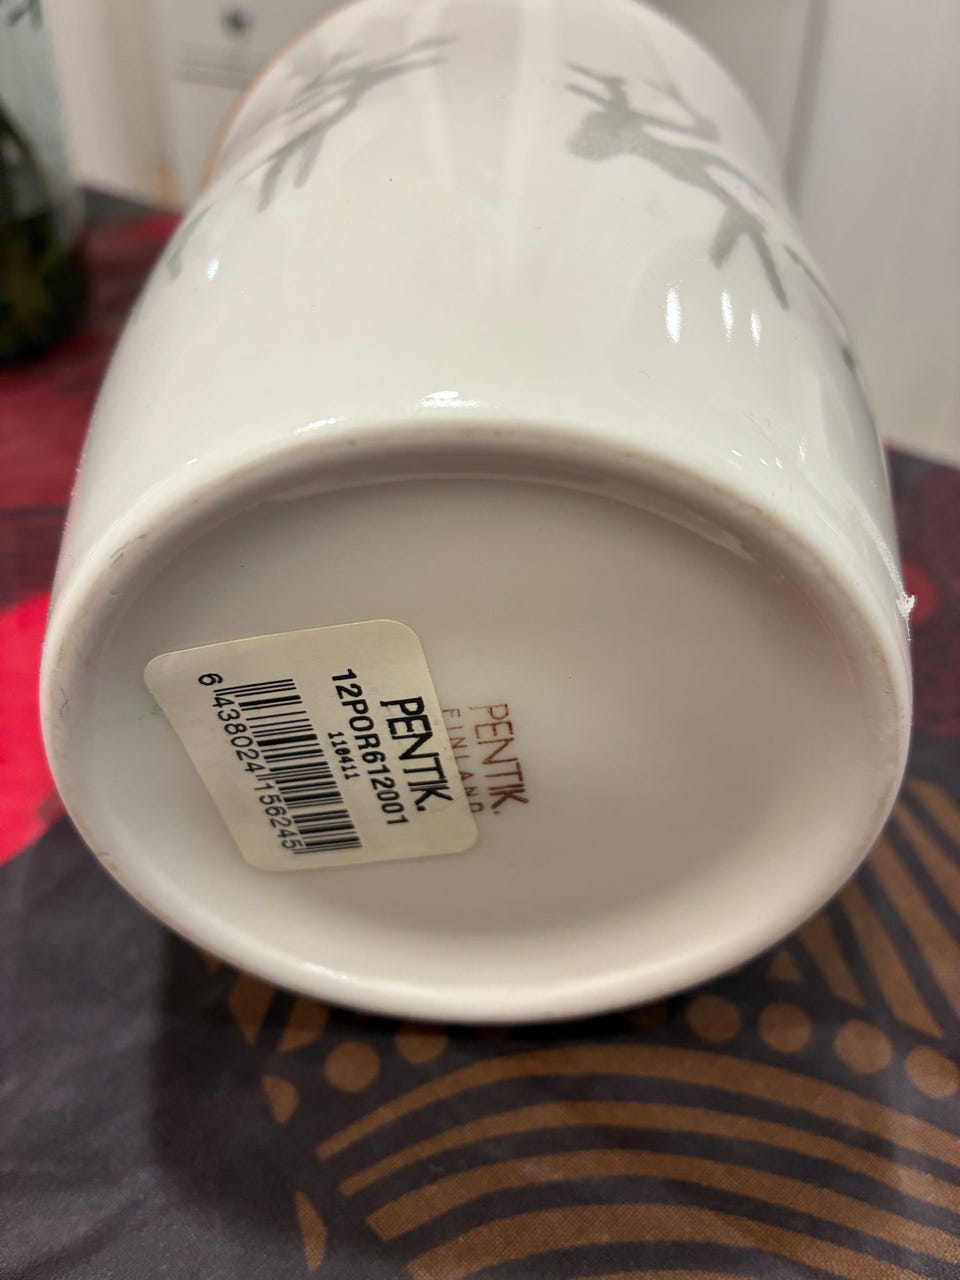 PENTIK.
FINLAND
PENTIK.
12POR612001
110411
6 438024 156245